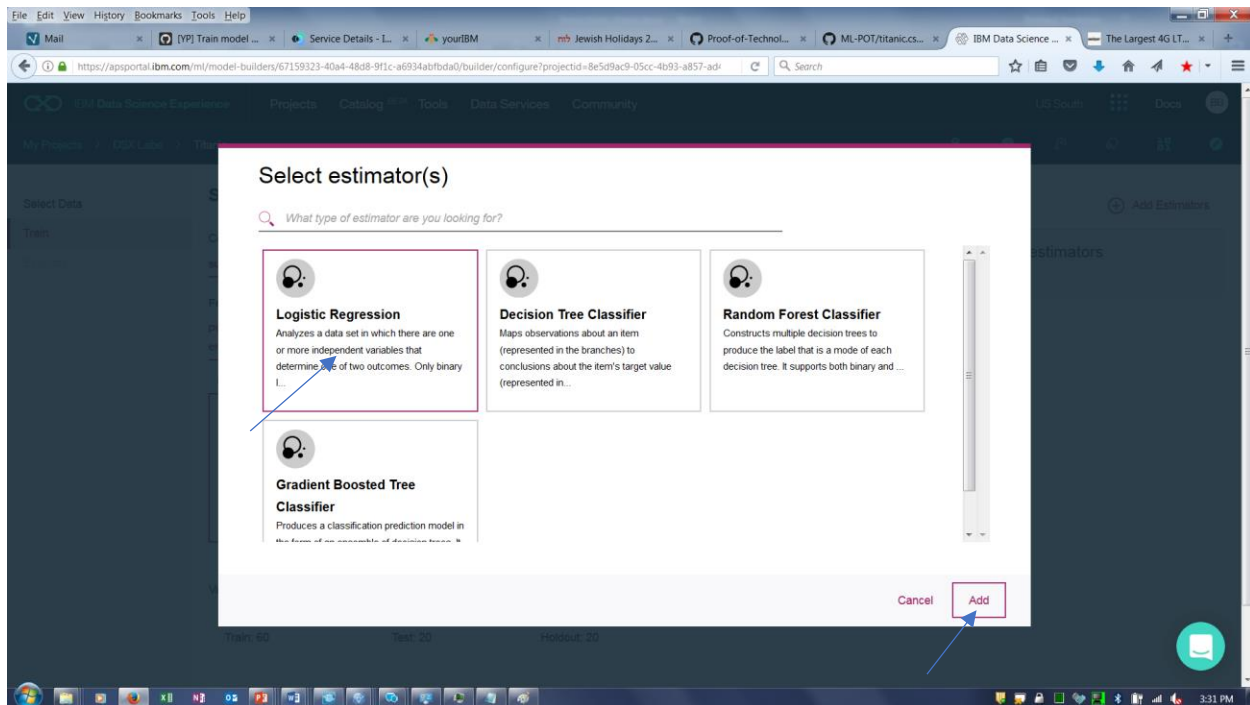 File Edit View History Bookmarks Tools Help
Mail
[YP] Train model ...
Service Details - I...
yourIBM
Jewish Holidays 2...
Proof-of-Technol...
ML-POT/titanic.cs...
IBM Data Science ...
The Largest 4G LT...
https://apsportal.ibm.com/ml/model-builders/67159323-40a4-48d8-9f1c-a6934abfbda0/builder/configure?projectid=8e5d9ac9-05cc-4b93-a857-ad
Search
IBM Data Science Experience Projects Catalog Tools Data Services Community US South Docs
My Projects DSX Labs
Select Data
Train
Add Estimators
estimators
Select estimator(s)
What type of estimator are you looking for?
Logistic Regression
Analyzes a data set in which there are one
or more independent variables that
determine one of two outcomes. Only binary
l...
Decision Tree Classifier
Maps observations about an item
(represented in the branches) to
conclusions about the item's target value
(represented in...
Random Forest Classifier
Constructs multiple decision trees to
produce the label that is a mode of each
decision tree. It supports both binary and ...
Gradient Boosted Tree
Classifier
Produces a classification prediction model in
the form of an ensemble of decision trees. It
Cancel Add
Train: 60 Test: 20 Holdout: 20
3:31 PM